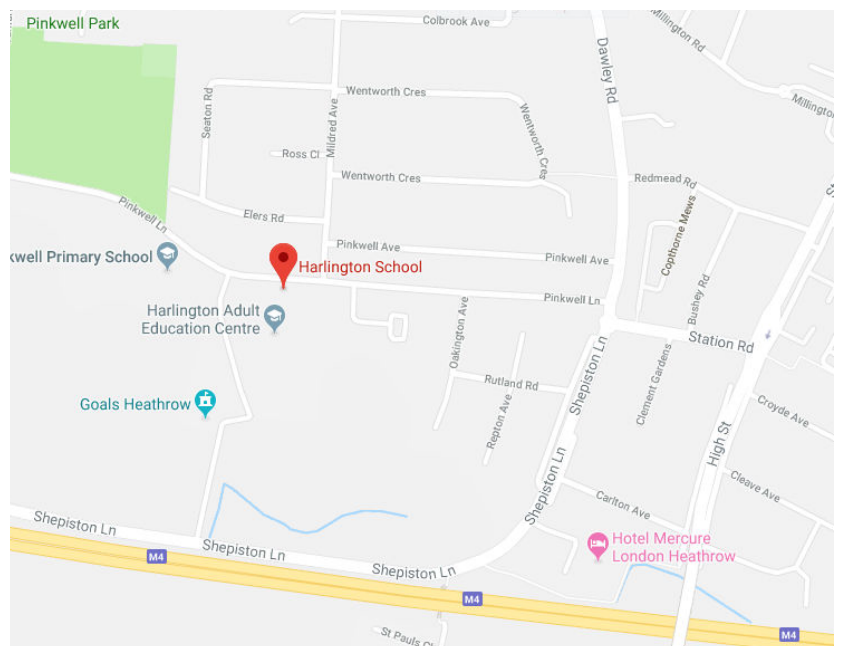 Pinkwell Park
Colbrook Ave
Millington Rd
Dawley Rd
Wentworth Cres
Seaton Rd
Mildred Ave
Wentworth Cres
Millington
Ross Cl
Wentworth Cres
Redmead Rd
St
Pinkwell Ln
Elers Rd
Copthorne Mews
Pinkwell Ave
Pinkwell Ave
kwell Primary School
Harlington School
Bushey Rd
Pinkwell Ln
Harlington Adult
Education Centre
Oakington Ave
Station Rd
Shepiston Ln
Clement Gardens
Rutland Rd
Goals Heathrow
Repton Ave
Croyde Ave
High St
Cleave Ave
Shepiston Ln
Carlton Ave
Shepiston Ln
Hotel Mercure
London Heathrow
Shepiston Ln
M4
Shepiston Ln
M4
M4
St Pauls C